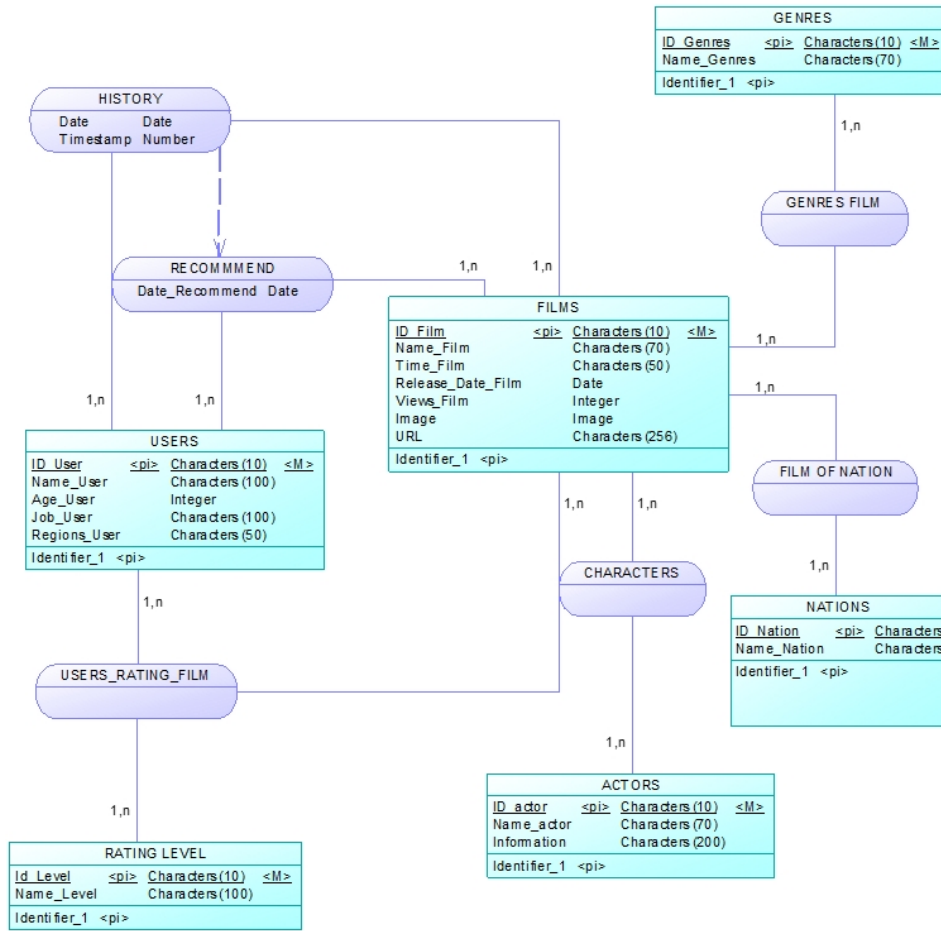 GENRES
ID_Genres <pi> Characters(10) <M>
Name_Genres Characters(70)
Identifier_1 <pi>
1,n
GENRES FILM
1,n
HISTORY
Date Date
Timestamp Number
RECOMMMEND
Date_Recommend Date
1,n
1,n
1,n
1,n
FILMS
ID_Film <pi> Characters(10) <M>
Name_Film Characters(70)
Time_Film Characters(50)
Release_Date_Film Date
Views_Film Integer
Image Image
URL Characters(256)
Identifier_1 <pi>
USERS
ID_User <pi> Characters(10) <M>
Name_User Characters(100)
Age_User Integer
Job_User Characters(100)
Regions_User Characters(50)
Identifier_1 <pi>
1,n
FILM OF NATION
1,n
NATIONS
ID_Nation <pi> Characters
Name_Nation Characters
Identifier_1 <pi>
1,n
1,n
CHARACTERS
1,n
1,n
USERS_RATING_FILM
1,n
ACTORS
ID_actor <pi> Characters(10) <M>
Name_actor Characters(70)
Information Characters(200)
Identifier_1 <pi>
RATING LEVEL
Id_Level <pi> Characters(10) <M>
Name_Level Characters(100)
Identifier_1 <pi>